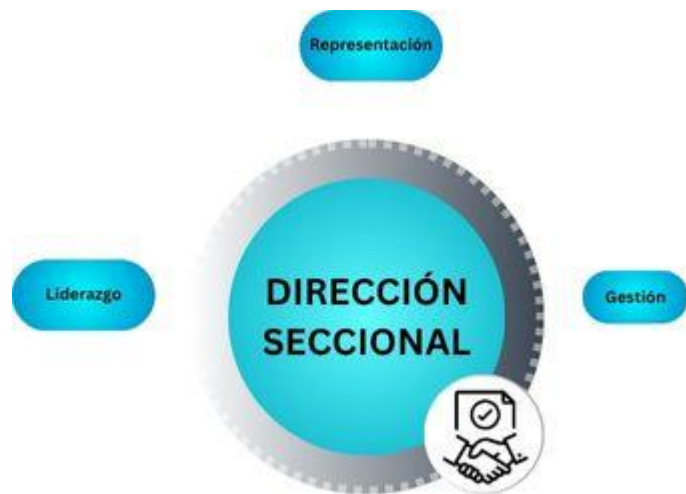 Representación
Liderazgo
DIRECCIÓN
SECCIONAL
Gestión